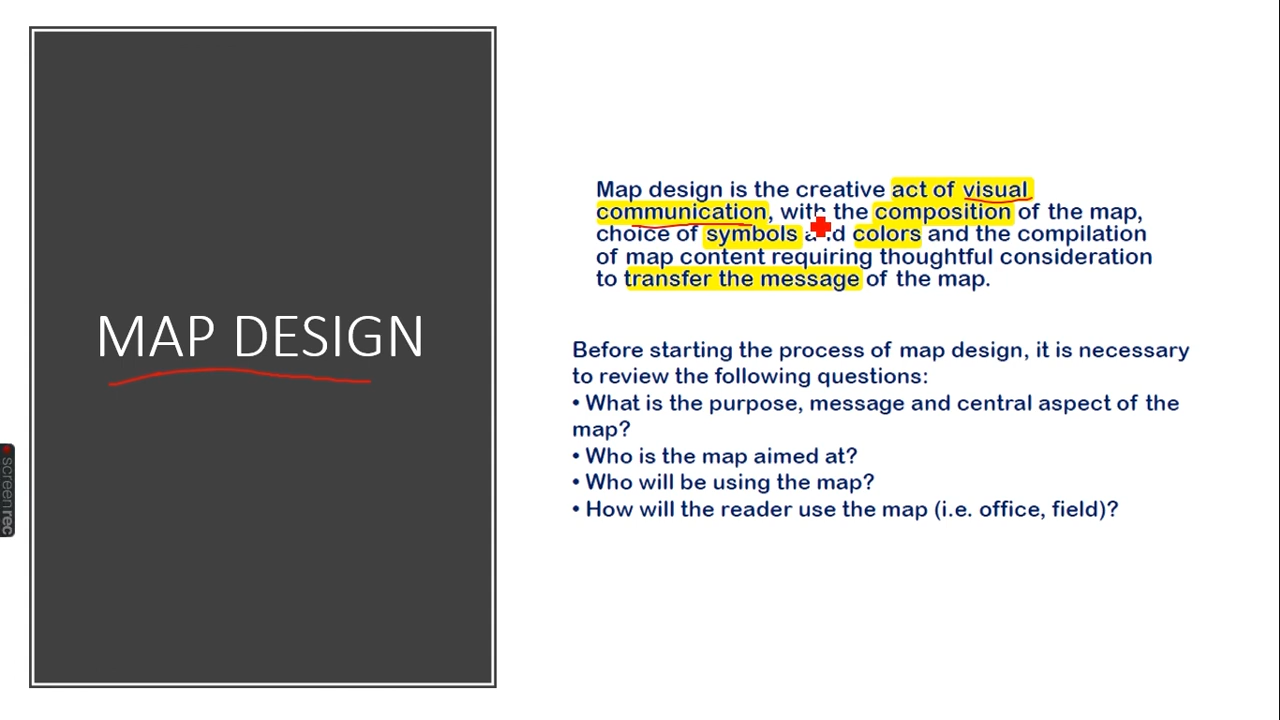 MAP DESIGN
Map design is the creative act of visual
communication, with the composition of the map,
choice of symbols and colors and the compilation
of map content requiring thoughtful consideration
to transfer the message of the map.
Before starting the process of map design, it is necessary
to review the following questions:
• What is the purpose, message and central aspect of the
map?
• Who is the map aimed at?
• Who will be using the map?
• How will the reader use the map (i.e. office, field)?
screenrec